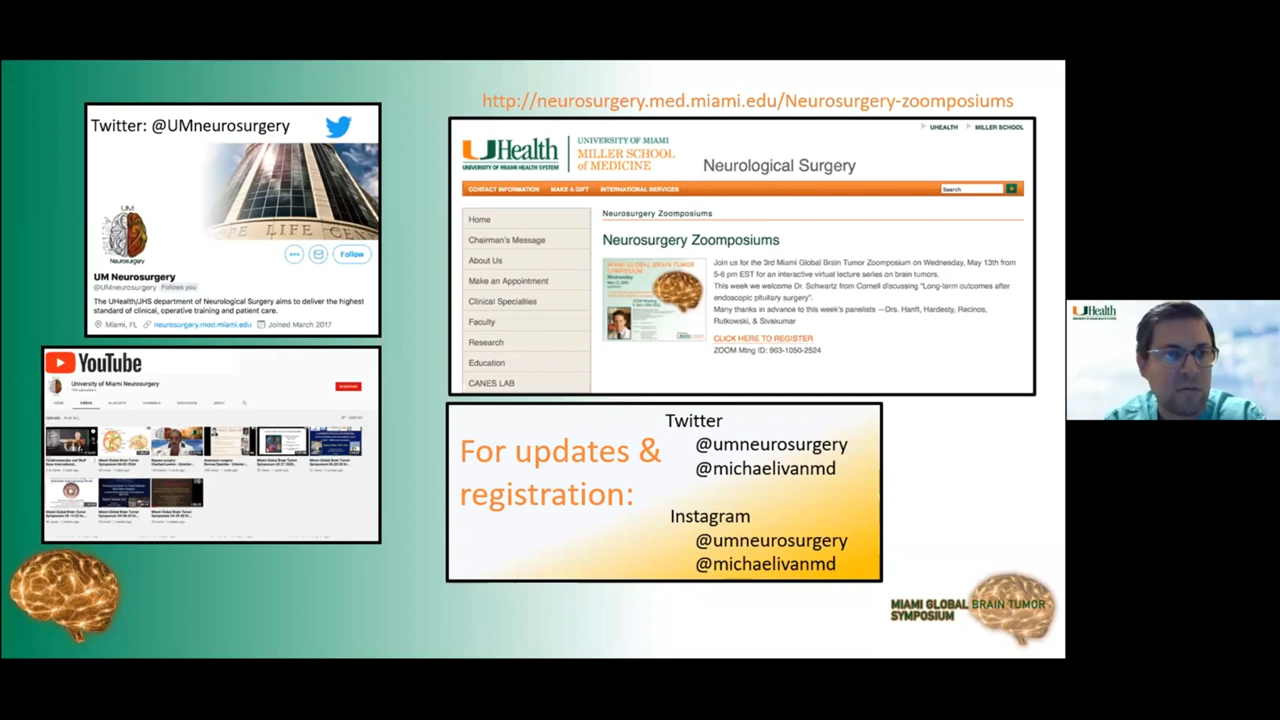 http://neurosurgery.med.miami.edu/Neurosurgery-zoomposiums
Twitter: @UMneurosurgery
UM
Neurosurgery
Follow
UM Neurosurgery
@UMneurosurgery Follows you
The UHealth/JHS department of Neurological Surgery aims to deliver the highest
standard of clinical, operative training and patient care.
Miami, FL neurosurgery.med.miami.edu Joined March 2017
YouTube
University of Miami Neurosurgery
UHEALTH MILLER SCHOOL
UHealth
UNIVERSITY OF MIAMI HEALTH SYSTEM
UNIVERSITY OF MIAMI
MILLER SCHOOL
of MEDICINE
Neurological Surgery
CONTACT INFORMATION MAKE A GIFT INTERNATIONAL SERVICES
Search
Home
Chairman's Message
About Us
Make an Appointment
Clinical Specialties
Faculty
Research
Education
CANES LAB
Neurosurgery Zoomposiums
Neurosurgery Zoomposiums
MIAMI GLOBAL BRAIN TUMOR
SYMPOSIUM
Join us for the 3rd Miami Global Brain Tumor Zoomposium on Wednesday, May 13th from
5-6 pm EST for an interactive virtual lecture series on brain tumors.
This week we welcome Dr. Schwartz from Cornell discussing "Long-term outcomes after
endoscopic pituitary surgery".
Many thanks in advance to this week's panelists —Drs. Hanft, Hardesty, Recinos,
Rutkowski, & Sivakumar
CLICK HERE TO REGISTER
ZOOM Mtng ID: 963-1050-2524
For updates &
registration:
Twitter
@umneurosurgery
@michaelivanmd
Instagram
@umneurosurgery
@michaelivanmd
MIAMI GLOBAL BRAIN TUMOR
SYMPOSIUM
UHealth